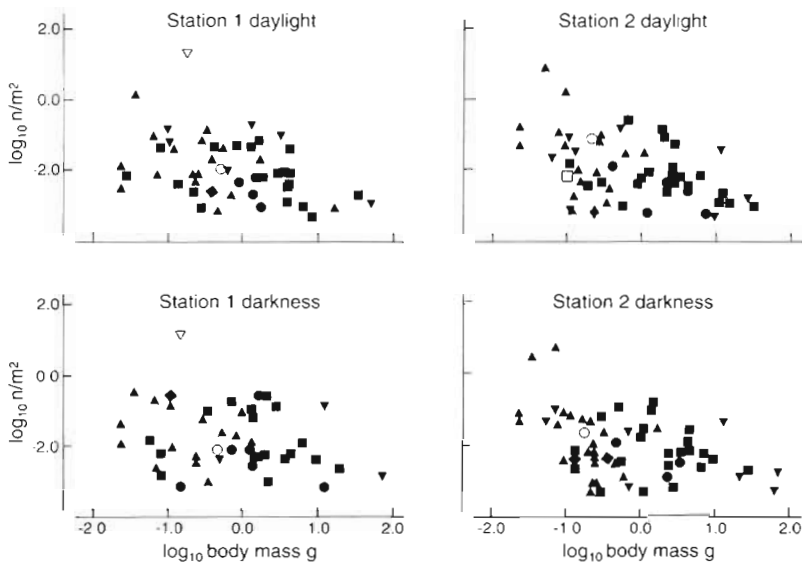 Station 1 daylight
Station 2 daylight
2.0
0.0
-2.0
log10 n/m²
Station 1 darkness
Station 2 darkness
2.0
0 0
-2.0
log10 n/m²
-2.0 -1.0 0.0 1.0 2.0
-2.0 -1.0 0.0 1.0 2.0
log10 body mass g
log10 body mass g